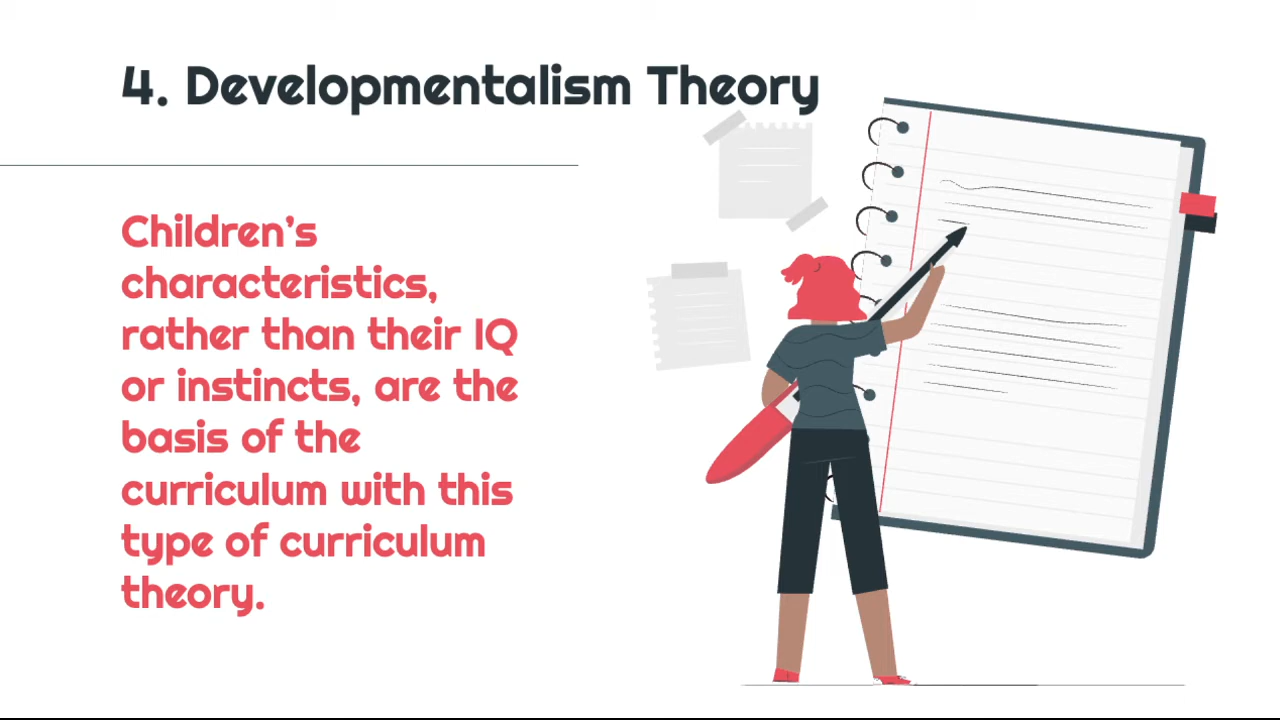 4. Developmentalism Theory
Children's
characteristics,
rather than their IQ
or instincts, are the
basis of the
curriculum with this
type of curriculum
theory.